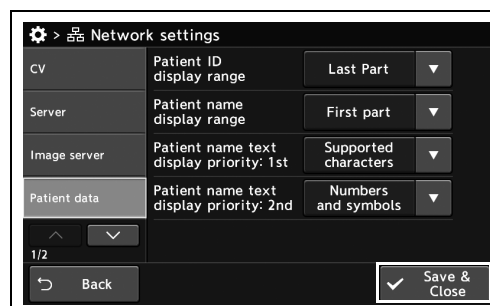 > Network settings
CV
Server
Image server
Patient data
1/2
Patient ID
display range
Last Part
Patient name
display range
First part
Patient name text
display priority: 1st
Supported
characters
Patient name text
display priority: 2nd
Numbers
and symbols
Back
Save &
Close